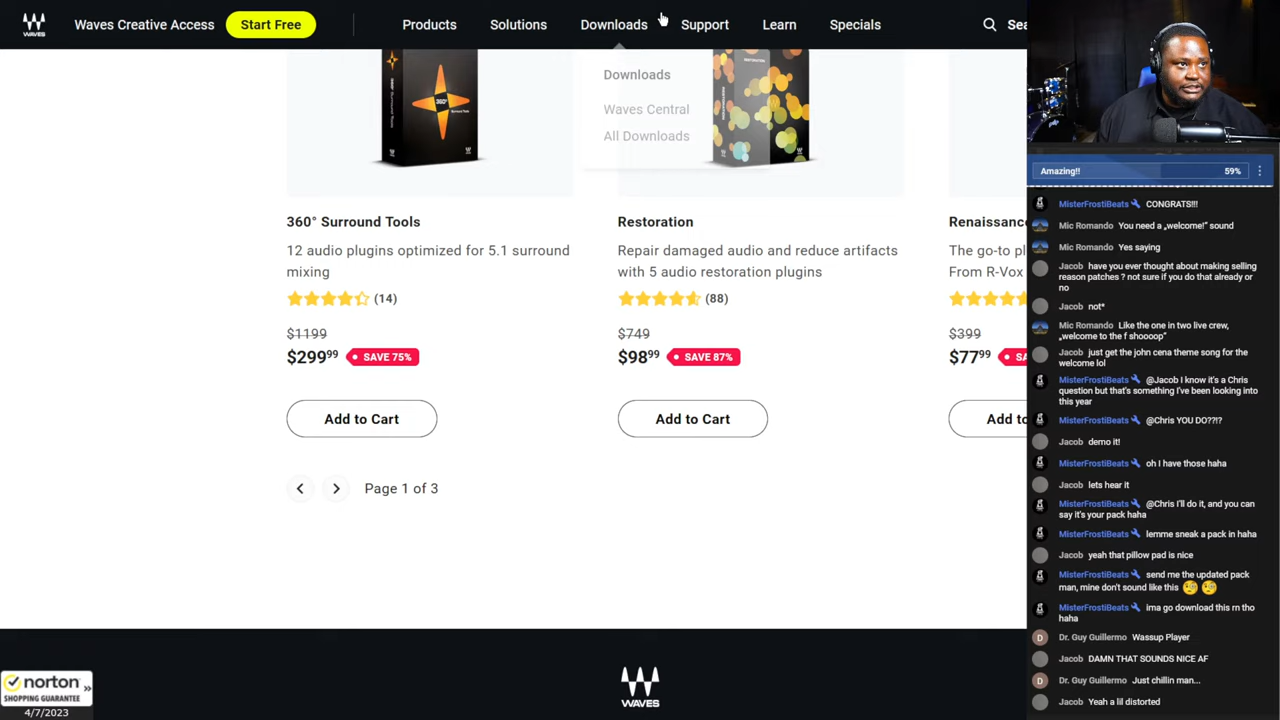 Waves Creative Access Start Free Products Solutions Downloads Support Learn Specials
WAVES
Downloads
Waves Central
All Downloads
360°
Surround Tools
RESTORATION
360° Surround Tools
12 audio plugins optimized for 5.1 surround
mixing
(14)
$1199
$299⁹⁹ SAVE 75%
Add to Cart
Restoration
Repair damaged audio and reduce artifacts
with 5 audio restoration plugins
(88)
$749
$98⁹⁹ SAVE 87%
Add to Cart
From R-Vox
$399
$77⁹⁹
Page 1 of 3
WAVES
norton
SHOPPING GUARANTEE
4/7/2023
Amazing!! 59%
MisterFrostiBeats CONGRATS!!!
Mic Romando You need a „welcome!“ sound
Mic Romando Yes saying
Jacob have you ever thought about making selling
reason patches ? not sure if you do that already or
no
Jacob not*
Mic Romando Like the one in two live crew,
„welcome to the f shoooop“
Jacob just get the john cena theme song for the
welcome lol
MisterFrostiBeats @Jacob I know it's a Chris
question but that's something I've been looking into
this year
MisterFrostiBeats @Chris YOU DO??!?
Jacob demo it!
MisterFrostiBeats oh I have those haha
Jacob lets hear it
MisterFrostiBeats @Chris I'll do it, and you can
say it's your pack haha
MisterFrostiBeats lemme sneak a pack in haha
Jacob yeah that pillow pad is nice
MisterFrostiBeats send me the updated pack
man, mine don't sound like this
MisterFrostiBeats ima go download this rn tho
haha
D Dr. Guy Guillermo Wassup Player
Jacob DAMN THAT SOUNDS NICE AF
D Dr. Guy Guillermo Just chillin man...
Jacob Yeah a lil distorted